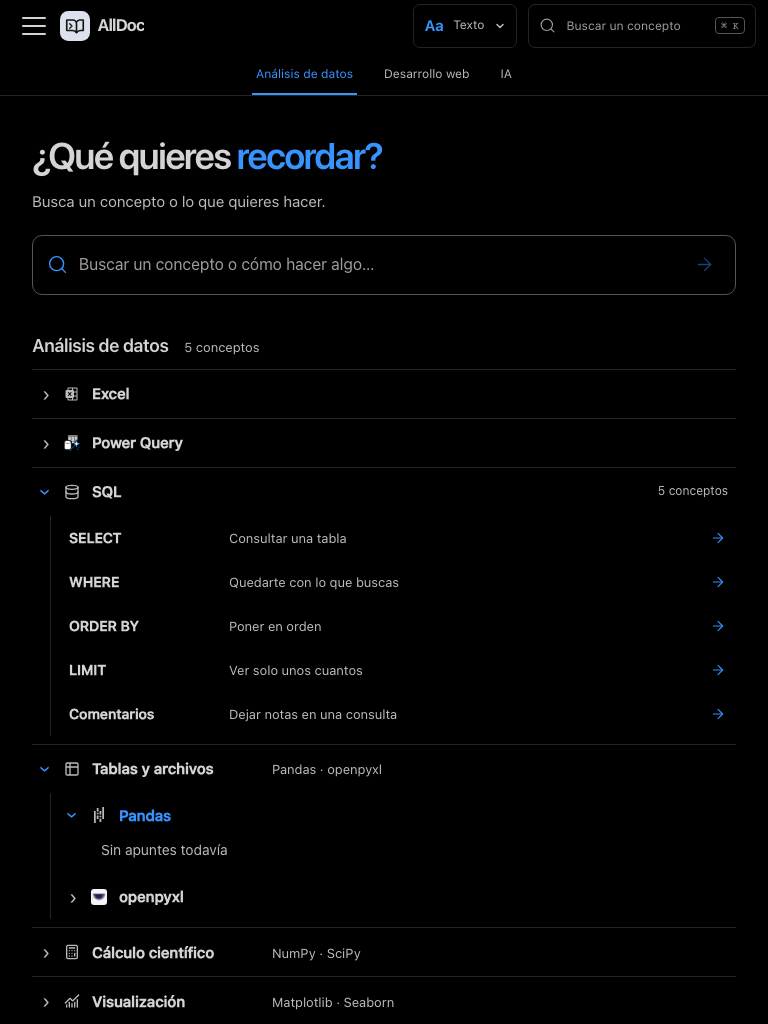 AllDoc
Aa Texto
Buscar un concepto
⌘ K
Análisis de datos
Desarrollo web
IA
¿Qué quieres recordar?
Busca un concepto o lo que quieres hacer.
Buscar un concepto o cómo hacer algo...
Análisis de datos 5 conceptos
Excel
Power Query
SQL 5 conceptos
SELECT Consultar una tabla
WHERE Quedarte con lo que buscas
ORDER BY Poner en orden
LIMIT Ver solo unos cuantos
Comentarios Dejar notas en una consulta
Tablas y archivos Pandas · openpyxl
Pandas
Sin apuntes todavía
openpyxl
Cálculo científico NumPy · SciPy
Visualización Matplotlib · Seaborn